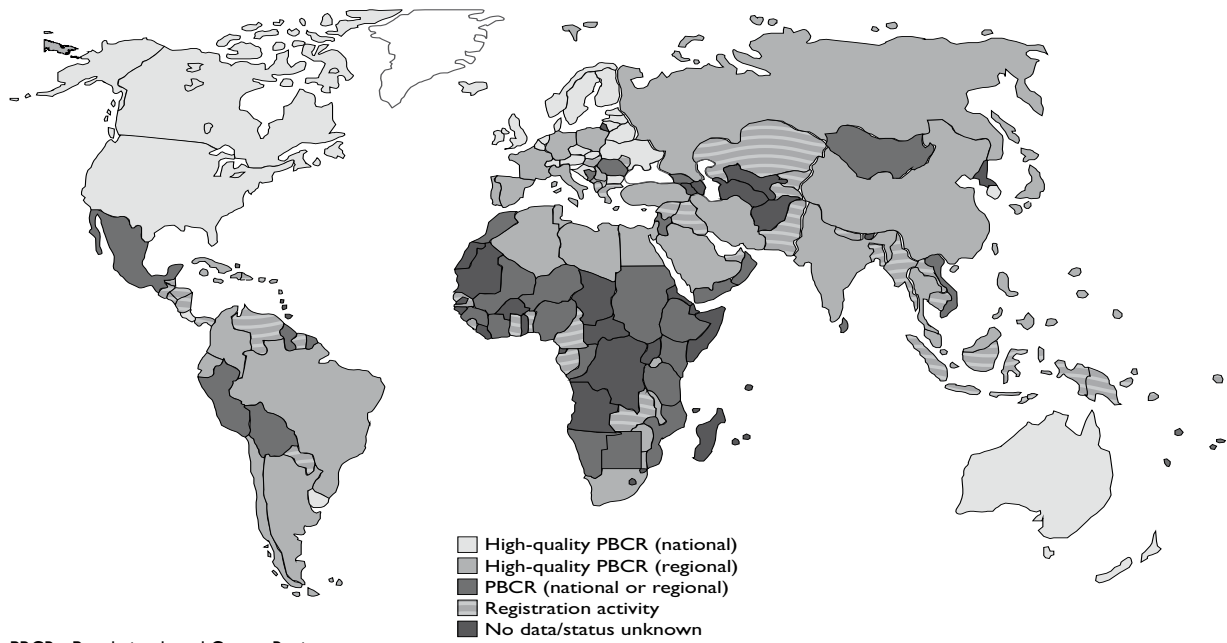 High-quality PBCR (national)
High-quality PBCR (regional)
PBCR (national or regional)
Registration activity
No data/status unknown